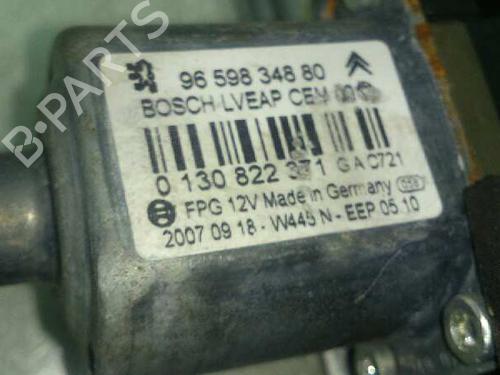 96 598 348 80
BOSCH LVEAP CEM
0 130 822 371 G A C721
FPG 12V Made in Germany
2007 09 18 - W445 N - EEP 05.10
B-PARTS